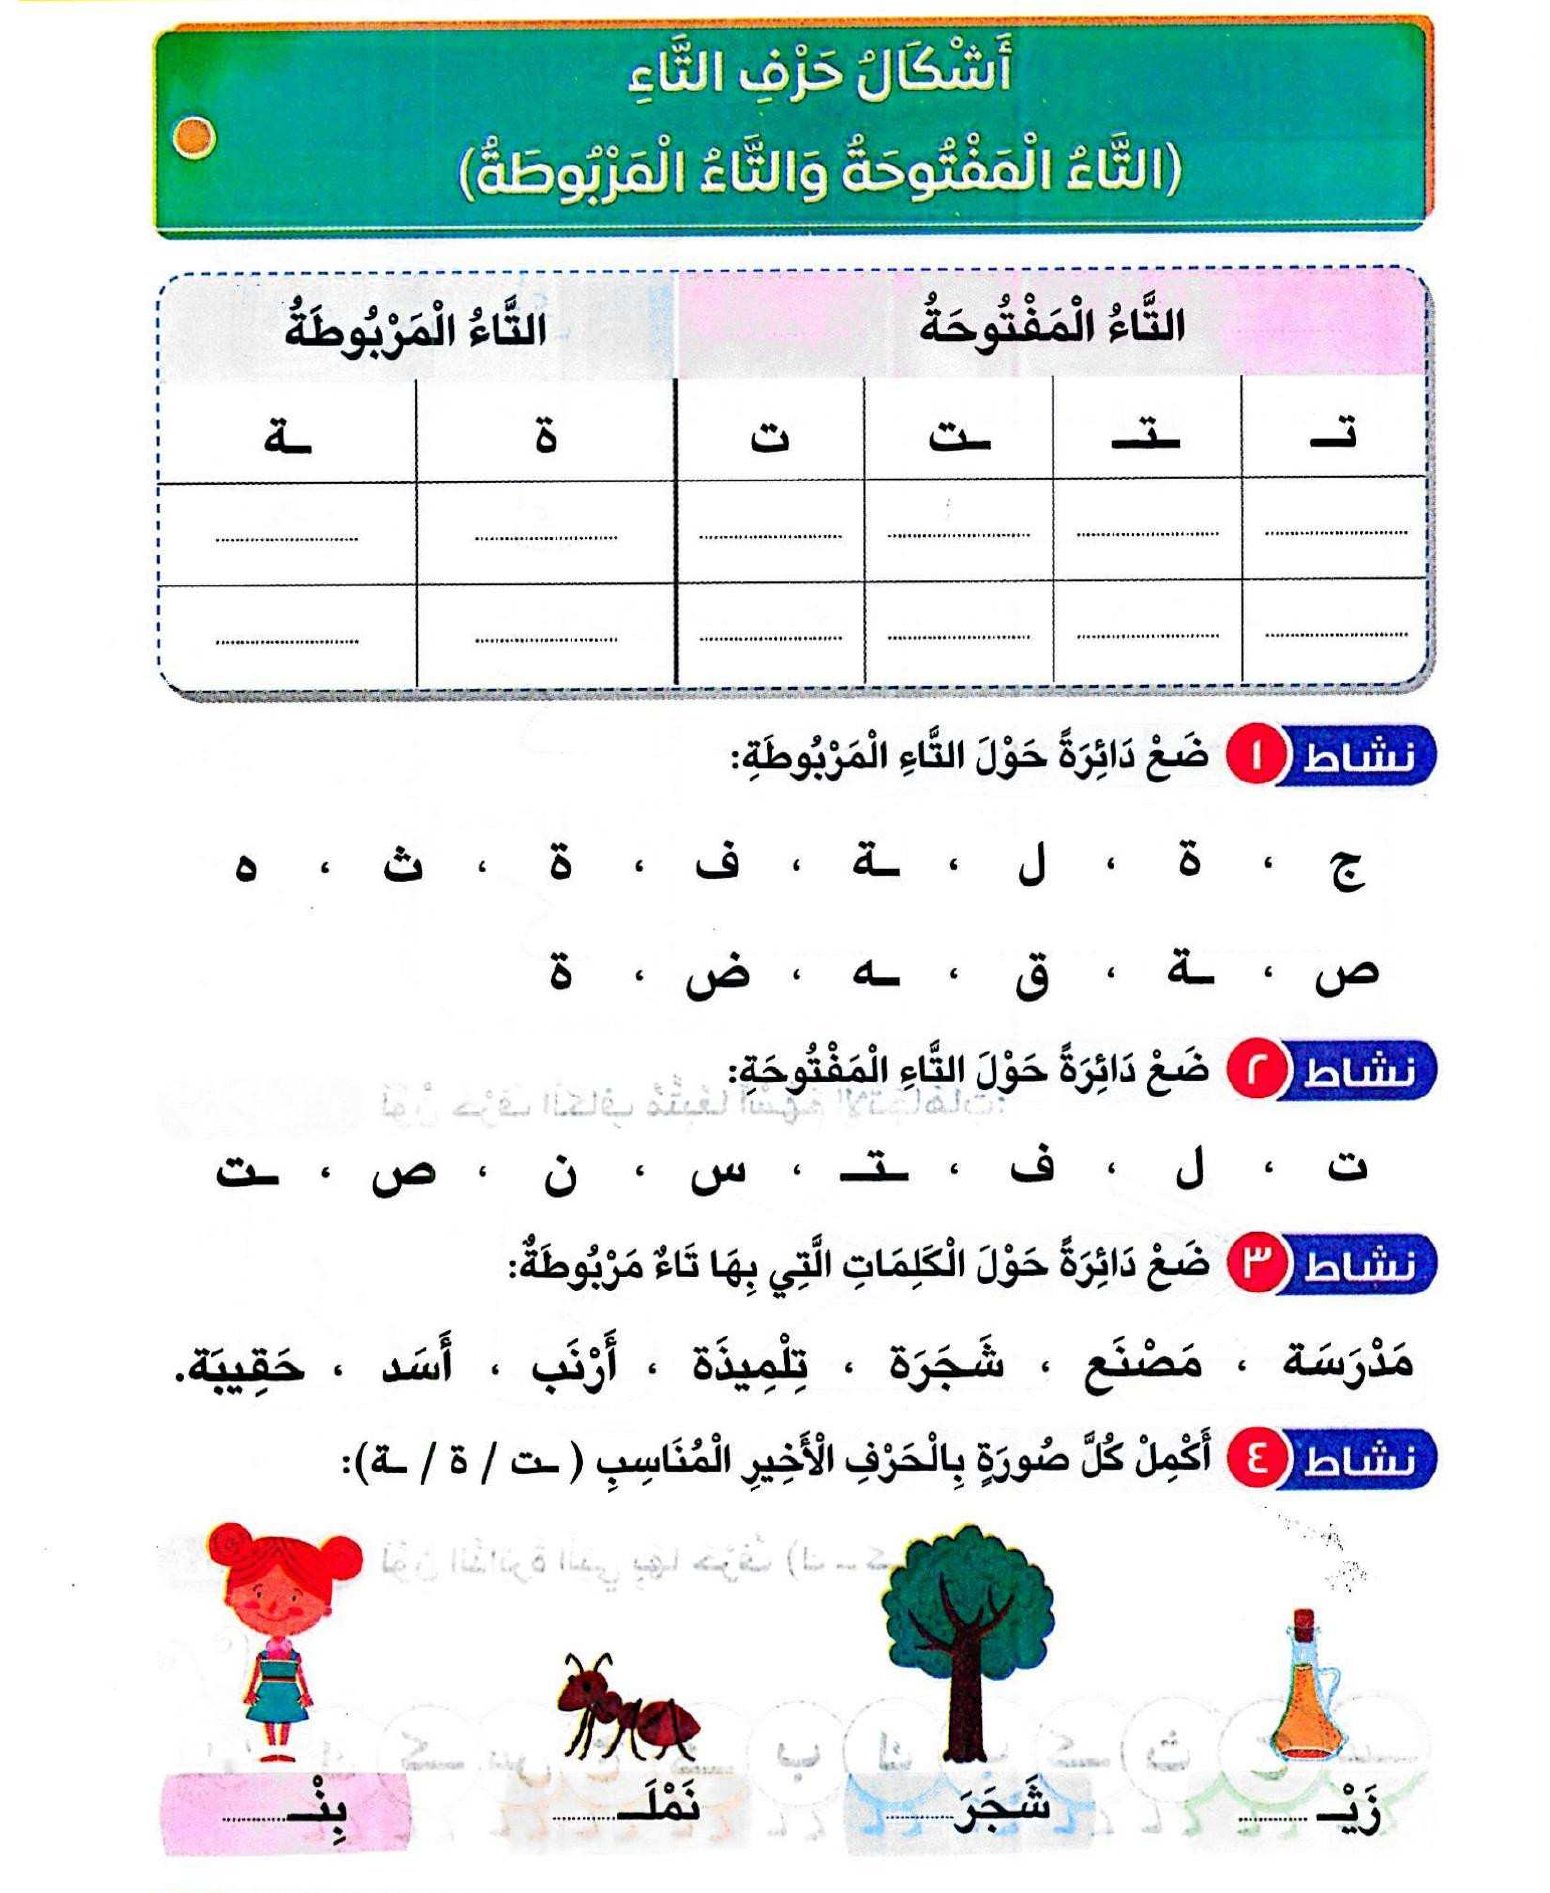 أَشْكَالُ حَرْفِ التَّاءِ
(التَّاءُ الْمَفْتُوحَةُ وَالتَّاءُ الْمَرْبُوطَةُ)
التَّاءُ الْمَفْتُوحَةُ التَّاءُ الْمَرْبُوطَةُ
تـ ـتـ ـت ت ة ـة
نشاط ١ ضَعْ دَائِرَةً حَوْلَ التَّاءِ الْمَرْبُوطَةِ:
ج ، ة ، ل ، ـة ، ف ، ة ، ث ، ه
ص ، ـة ، ق ، ـه ، ض ، ة
نشاط ٢ ضَعْ دَائِرَةً حَوْلَ التَّاءِ الْمَفْتُوحَةِ:
ت ، ل ، ف ، ـتـ ، س ، ن ، ص ، ـت
نشاط ٣ ضَعْ دَائِرَةً حَوْلَ الْكَلِمَاتِ الَّتِي بِهَا تَاءٌ مَرْبُوطَةٌ:
مَدْرَسَة ، مَصْنَع ، شَجَرَة ، تِلْمِيذَة ، أَرْنَب ، أَسَد ، حَقِيبَة.
نشاط ٤ أَكْمِلْ كُلَّ صُورَةٍ بِالْحَرْفِ الْأَخِيرِ الْمُنَاسِبِ (ـت / ة / ـة):
زَيْـ........ شَجَرَ........ نَمْلَـ........ بِنْـ........